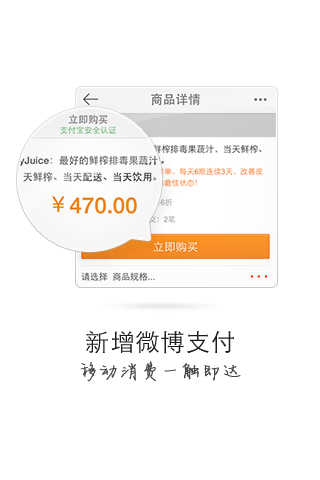 商品详情
立即购买
支付宝安全认证
yJuice：最好的鲜榨排毒果蔬汁，
天鲜榨、当天配送、当天饮用。
￥470.00
鲜榨排毒果蔬汁，当天鲜榨、
当天饮用。
单，每天6瓶连续3天，改善皮
最佳状态！
6折
：2笔
立即购买
请选择 商品规格...
新增微博支付
移动消费一触即达